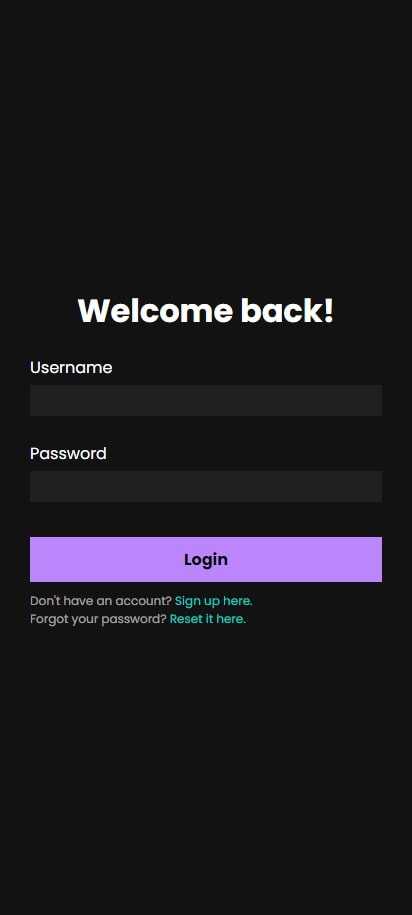 Welcome back!
Username
Password
Login
Don't have an account? Sign up here.
Forgot your password? Reset it here.